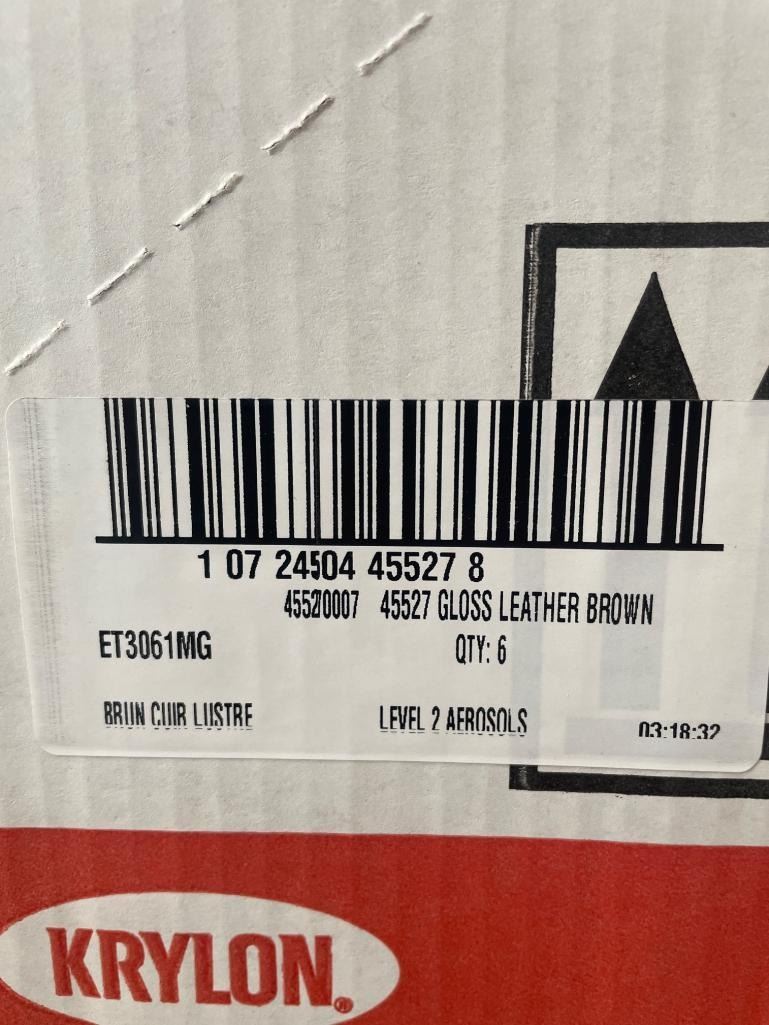 1 07 24504 45527 8
455270007 45527 GLOSS LEATHER BROWN
ET3061MG QTY: 6
BRUN CUIR LUSTRE LEVEL 2 AEROSOLS 03:18:32
KRYLON®